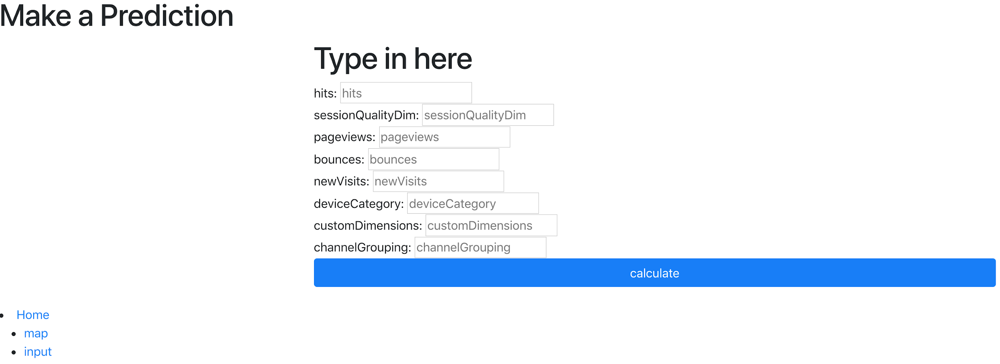 Make a Prediction
Type in here
hits: hits
sessionQualityDim: sessionQualityDim
pageviews: pageviews
bounces: bounces
newVisits: newVisits
deviceCategory: deviceCategory
customDimensions: customDimensions
channelGrouping: channelGrouping
calculate
Home
map
input